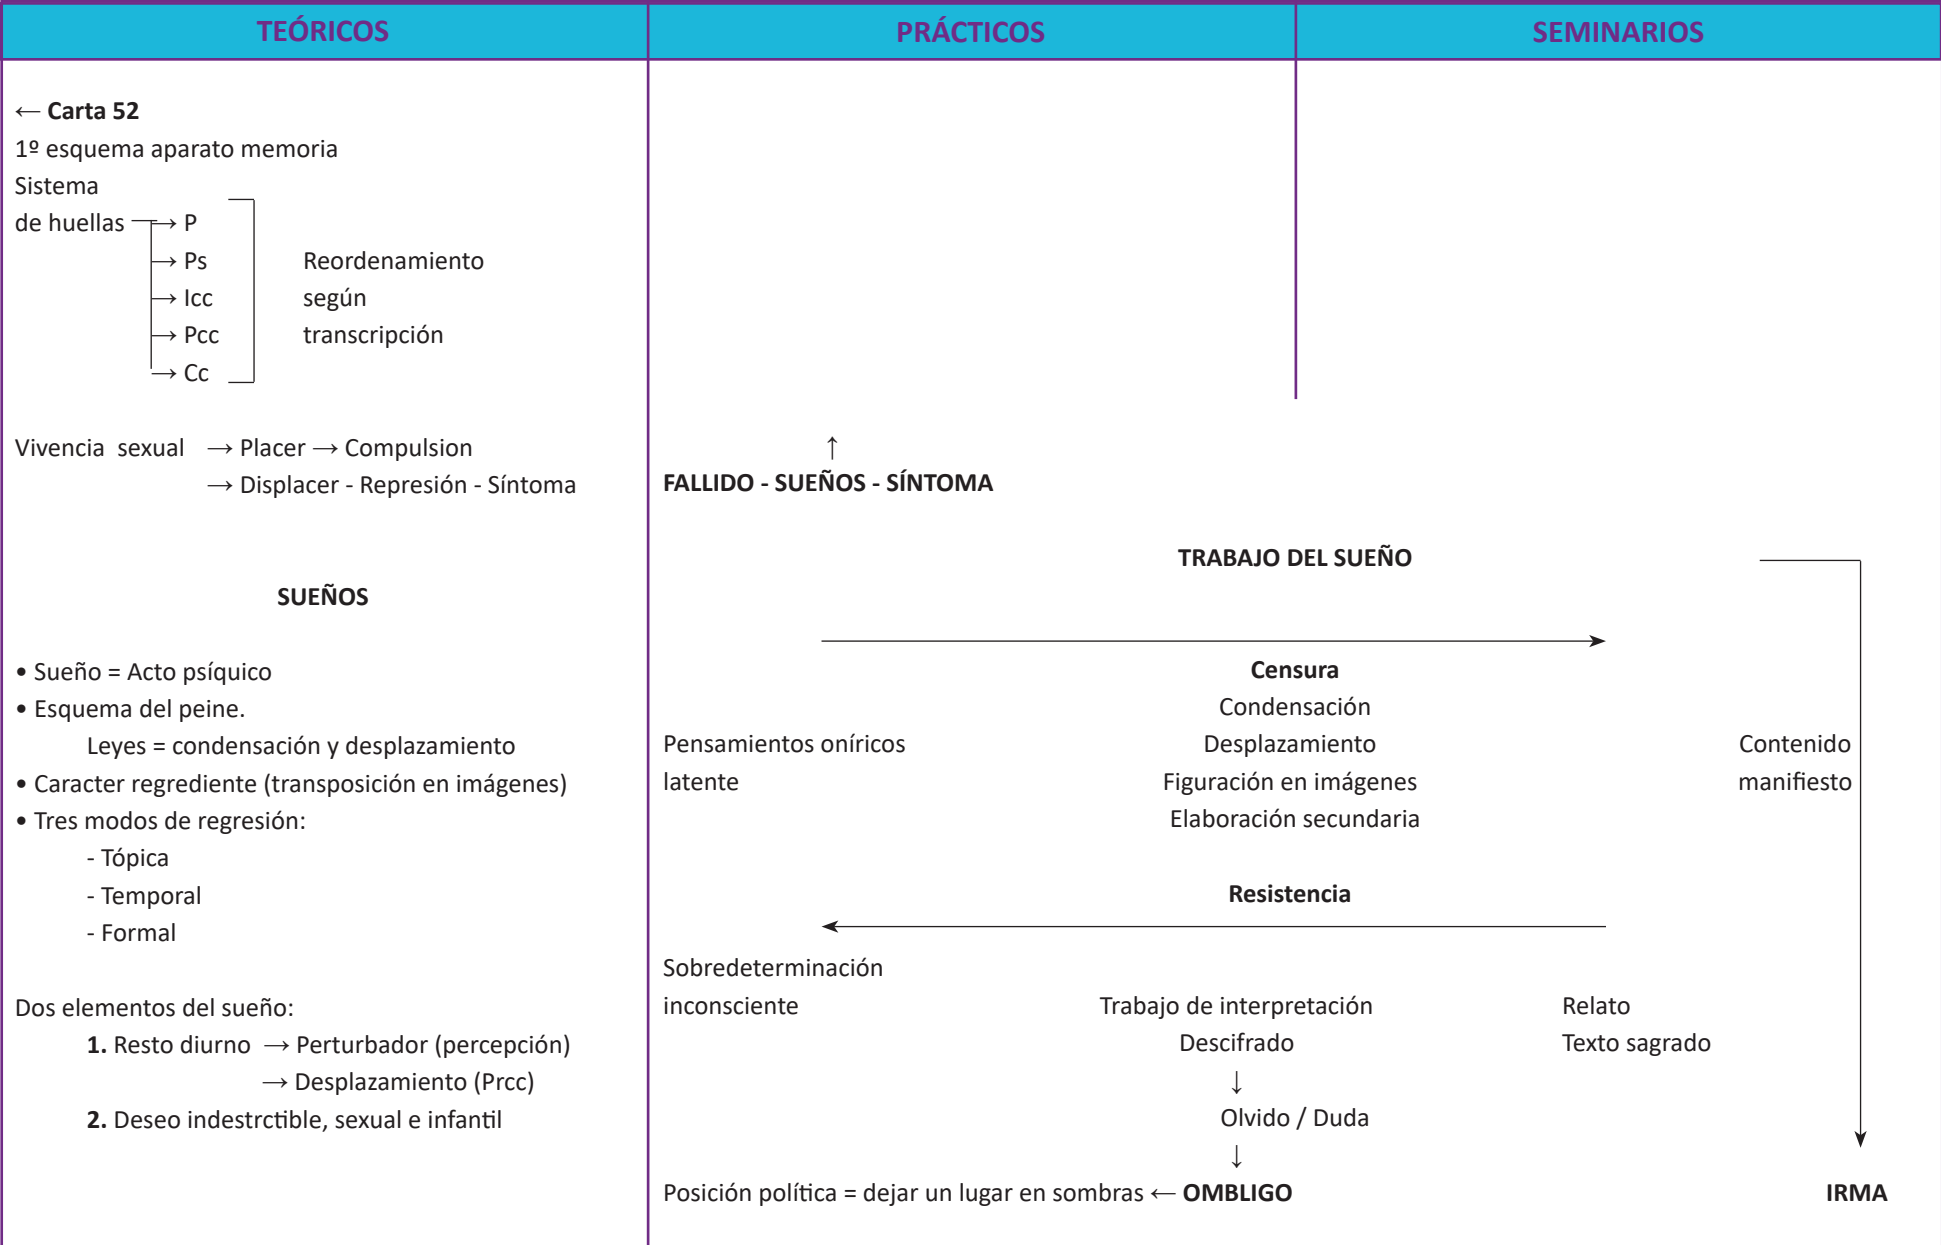 TEÓRICOS
PRÁCTICOS
SEMINARIOS
← Carta 52
1º esquema aparato memoria
Sistema
de huellas → P
→ Ps Reordenamiento
→ Icc según
→ Pcc transcripción
→ Cc
Vivencia sexual → Placer → Compulsion
→ Displacer - Represión - Síntoma
SUEÑOS
• Sueño = Acto psíquico
• Esquema del peine.
Leyes = condensación y desplazamiento
• Caracter regrediente (transposición en imágenes)
• Tres modos de regresión:
- Tópica
- Temporal
- Formal
Dos elementos del sueño:
1. Resto diurno → Perturbador (percepción)
→ Desplazamiento (Prcc)
2. Deseo indestrctible, sexual e infantil
↑
FALLIDO - SUEÑOS - SÍNTOMA
TRABAJO DEL SUEÑO
Censura
Condensación
Pensamientos oníricos Desplazamiento Contenido
latente Figuración en imágenes manifiesto
Elaboración secundaria
Resistencia
Sobredeterminación
inconsciente Trabajo de interpretación Relato
Descifrado Texto sagrado
↓
Olvido / Duda
↓
Posición política = dejar un lugar en sombras ← OMBLIGO IRMA